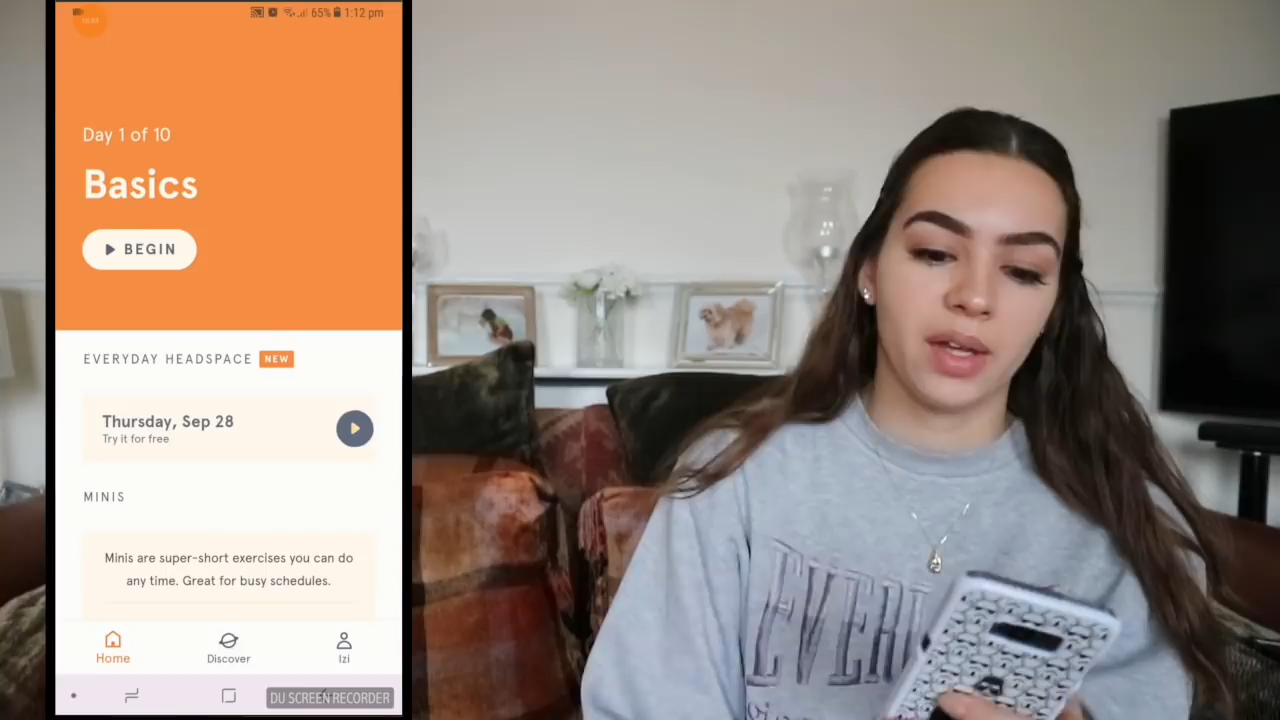 65% 1:12 pm
Day 1 of 10
Basics
BEGIN
EVERYDAY HEADSPACE NEW
Thursday, Sep 28
Try it for free
MINIS
Minis are super-short exercises you can do
any time. Great for busy schedules.
Home Discover Izi
DU SCREEN RECORDER
EVER